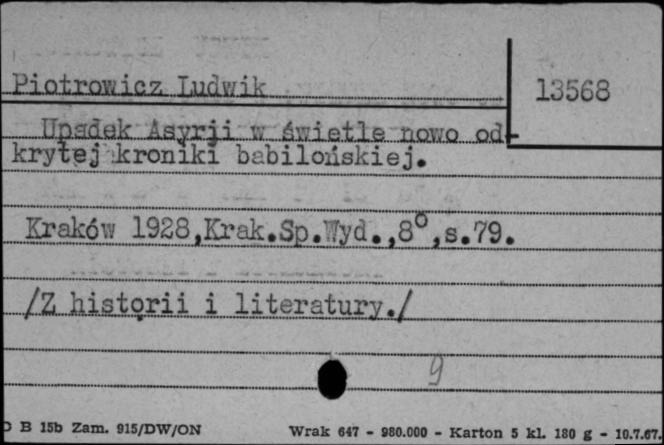 Piotrowicz Ludwik
13568
Upadek Asyrji w świetle nowo od-
krytej kroniki babilońskiej.
Kraków 1928,Krak.Sp.Wyd.,8°,s.79.
/Z historii i literatury./
9
D B 15b Zam. 915/DW/ON
Wrak 647 - 980.000 - Karton 5 kl. 180 g - 10.7.67.